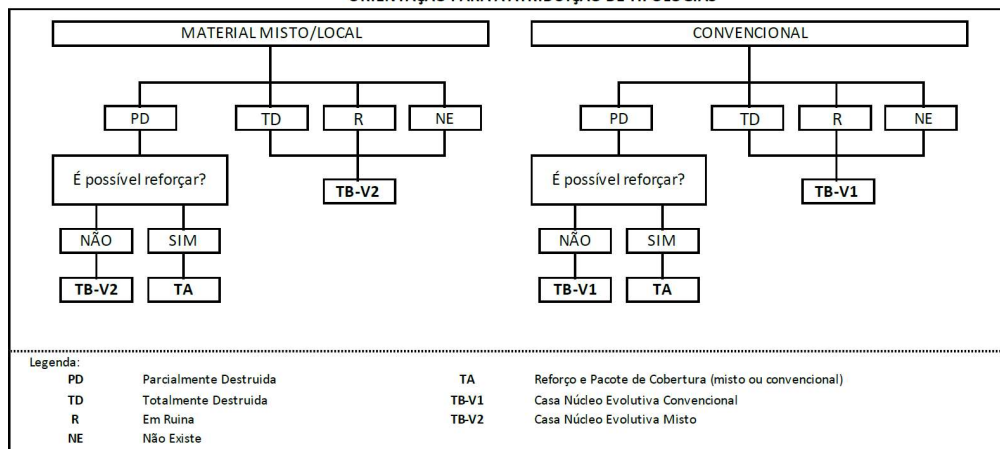 MATERIAL MISTO/LOCAL
PD
TD
R
NE
É possível reforçar?
TB-V2
NÃO
SIM
TB-V2
TA
CONVENCIONAL
PD
TD
R
NE
É possível reforçar?
TB-V1
NÃO
SIM
TB-V1
TA
Legenda:
PD Parcialmente Destruida
TD Totalmente Destruida
R Em Ruina
NE Não Existe
TA Reforço e Pacote de Cobertura (misto ou convencional)
TB-V1 Casa Núcleo Evolutiva Convencional
TB-V2 Casa Núcleo Evolutiva Misto